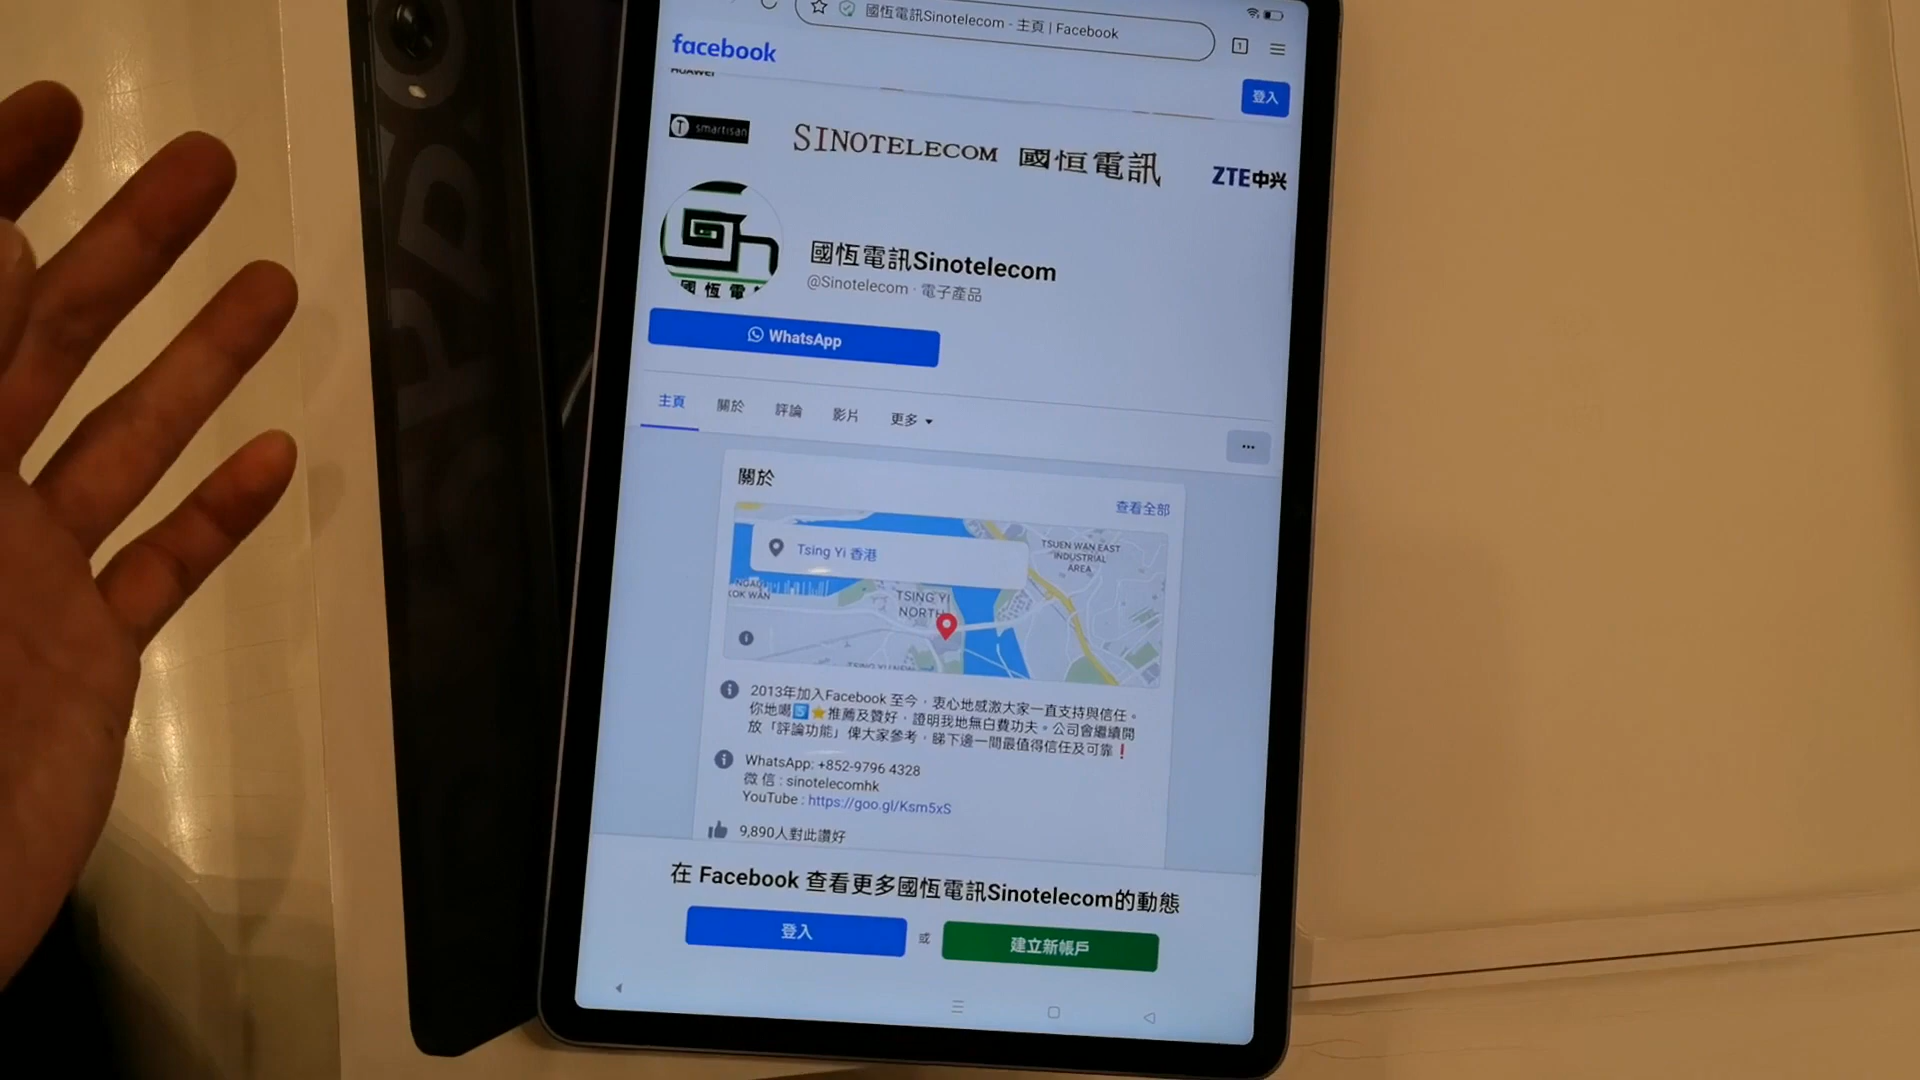 國恆電訊Sinotelecom - 主頁 | Facebook
1
facebook
登入
HUAWEI
smartisan
SINOTELECOM 國恒電訊
ZTE中兴
國恆電訊Sinotelecom
@Sinotelecom · 電子產品
國 恆 電
WhatsApp
主頁 關於 評論 影片 更多
關於
查看全部
Tsing Yi 香港
TSUEN WAN EAST
INDUSTRIAL
AREA
KOK WAN
TSING YI
NORTH
2013年加入Facebook 至今，衷心地感激大家一直支持與信任。
你地嘅5️⃣⭐推薦及贊好，證明我地無白費功夫。公司會繼續開
放「評論功能」俾大家參考，睇下邊一間最值得信任及可靠❗
WhatsApp: +852-9796 4328
微 信 : sinotelecomhk
YouTube : https://goo.gl/Ksm5xS
9,890人對此讚好
在 Facebook 查看更多國恆電訊Sinotelecom的動態
登入 或 建立新帳戶